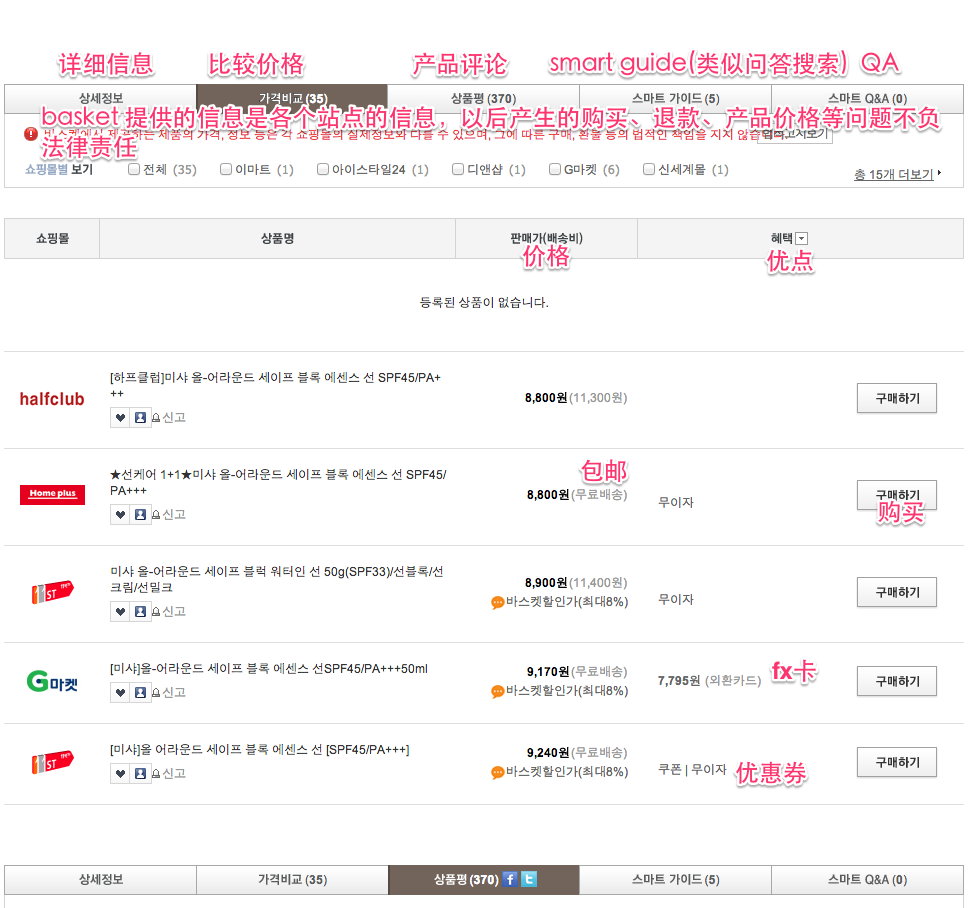 详细信息 比较价格 产品评论 smart guide(类似问答搜索) QA
상세정보 가격비교 (35) 상품평 (370) 스마트 가이드 (5) 스마트 Q&A (0)
basket 提供的信息是各个站点的信息，以后产生的购买、退款、产品价格等问题不负
法律责任
바스켓에서 제공하는 제품의 가격, 정보 등은 각 쇼핑몰의 실제정보와 다를 수 있으며, 그에 따른 구매, 환불 등의 법적인 책임을 지지 않습니다.
쇼핑몰별 보기 전체 (35) 이마트 (1) 아이스타일24 (1) 디앤샵 (1) G마켓 (6) 신세계몰 (1) 총 15개 더보기
쇼핑몰 상품명 판매가(배송비) 혜택
价格 优点
등록된 상품이 없습니다.
halfclub [하프클럽]미샤 올-어라운드 세이프 블록 에센스 선 SPF45/PA+
++
8,800원(11,300원) 구매하기
신고
包邮
Home plus ★선케어 1+1★미샤 올-어라운드 세이프 블록 에센스 선 SPF45/
PA+++
8,800원(무료배송) 무이자 구매하기
购买
신고
11ST 미샤 올-어라운드 세이프 블럭 워터인 선 50g(SPF33)/선블록/선
크림/선밀크
8,900원(11,400원)
바스켓할인가(최대8%) 무이자 구매하기
신고
G마켓 [미샤]올-어라운드 세이프 블록 에센스 선SPF45/PA+++50ml
9,170원(무료배송)
바스켓할인가(최대8%) 7,795원 (외환카드) fx卡 구매하기
신고
11ST [미샤]올 어라운드 세이프 블록 에센스 선 [SPF45/PA+++]
9,240원(무료배송)
바스켓할인가(최대8%) 쿠폰 | 무이자 优惠券 구매하기
신고
상세정보 가격비교 (35) 상품평 (370) 스마트 가이드 (5) 스마트 Q&A (0)